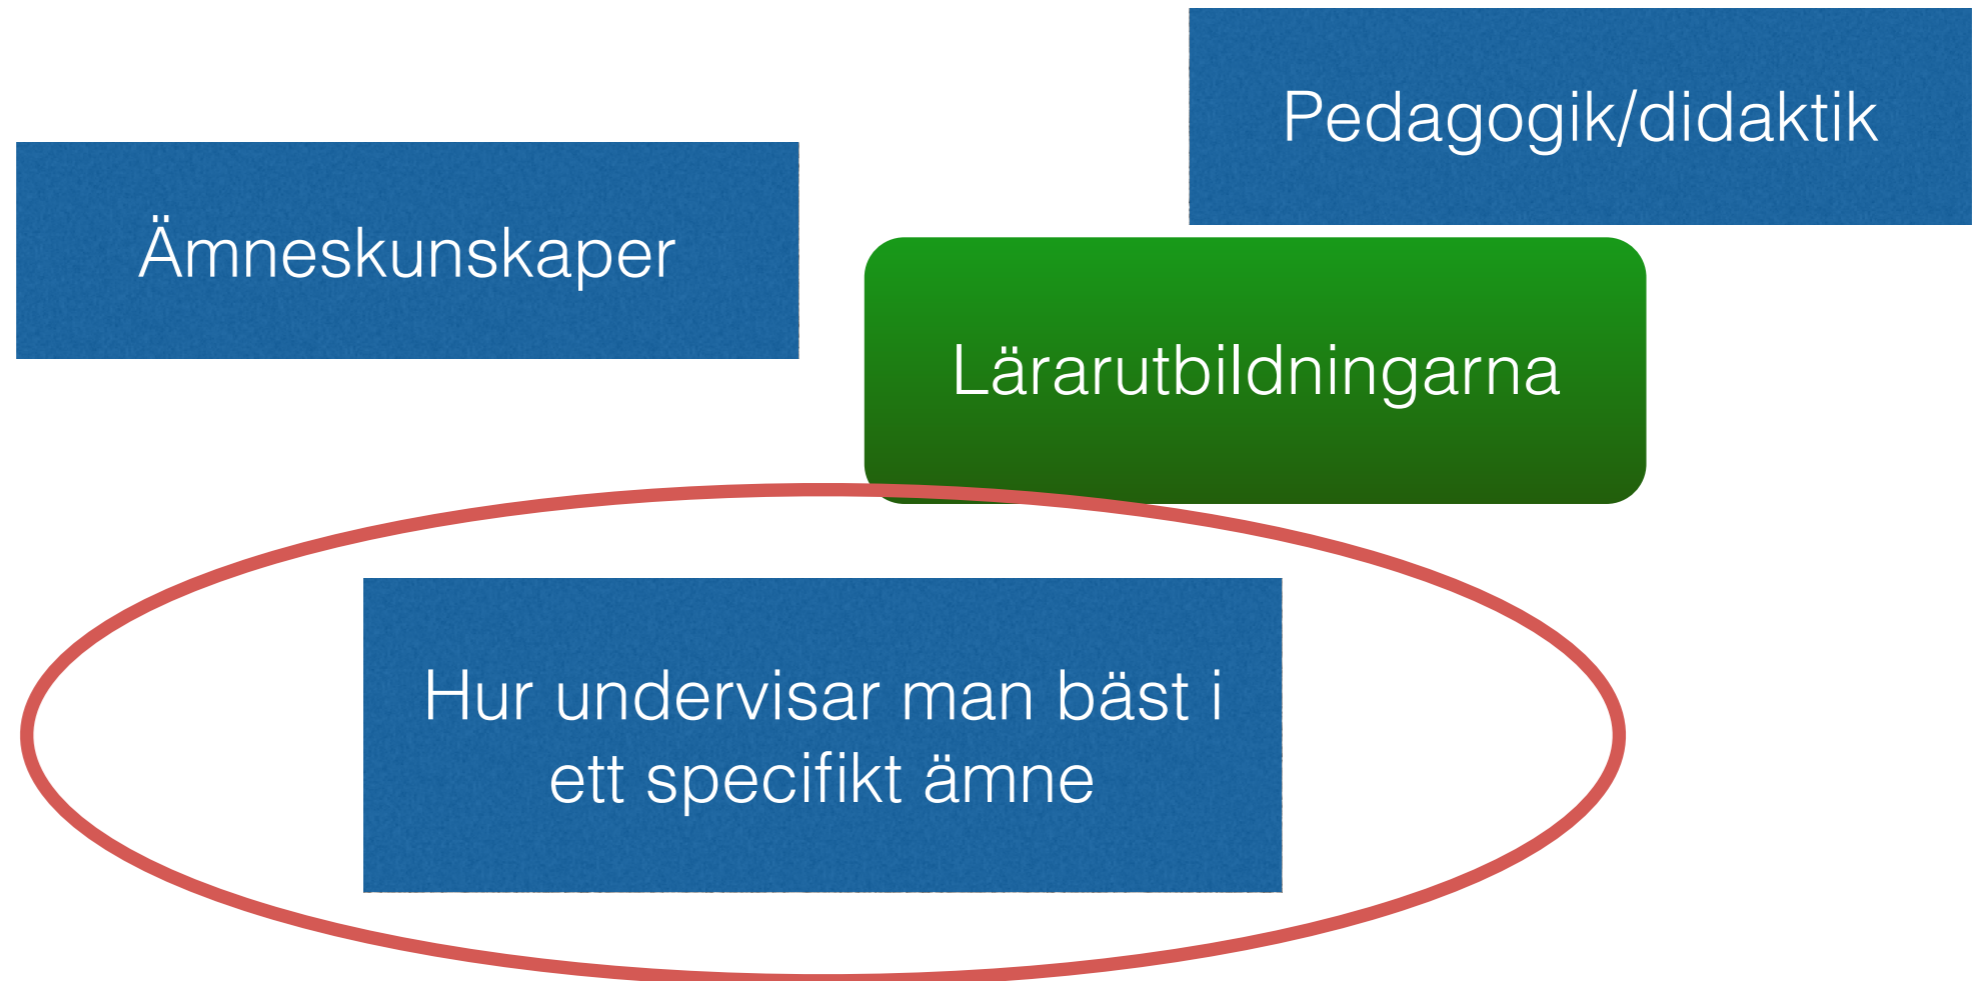 Pedagogik/didaktik
Ämneskunskaper
Lärarutbildningarna
Hur undervisar man bäst i
ett specifikt ämne